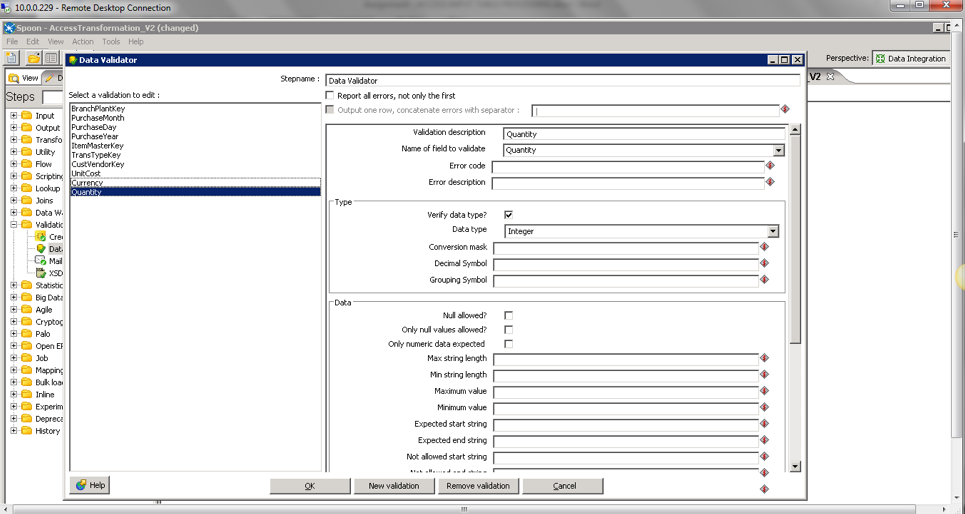 10.0.0.229 - Remote Desktop Connection
Spoon - AccessTransformation_V2 (changed)
File Edit View Action Tools Help
Perspective: Data Integration
View
V2
Steps
Input
Output
Transfo
Utility
Flow
Scripting
Lookup
Joins
Data Wa
Validatio
Crec
Data
Mail
XSD
Statistic
Big Data
Agile
Cryptog
Palo
Open EF
Job
Mapping
Bulk loa
Inline
Experim
Depreca
History
Data Validator
Stepname : Data Validator
Select a validation to edit :
Report all errors, not only the first
Output one row, concatenate errors with separator : |
BranchPlantKey
PurchaseMonth
PurchaseDay
PurchaseYear
ItemMasterKey
TransTypeKey
CustVendorKey
UnitCost
Currency
Quantity
Validation description Quantity
Name of field to validate Quantity
Error code
Error description
Type
Verify data type?
Data type Integer
Conversion mask
Decimal Symbol
Grouping Symbol
Data
Null allowed?
Only null values allowed?
Only numeric data expected
Max string length
Min string length
Maximum value
Minimum value
Expected start string
Expected end string
Not allowed start string
Not allowed end string
Help OK New validation Remove validation Cancel